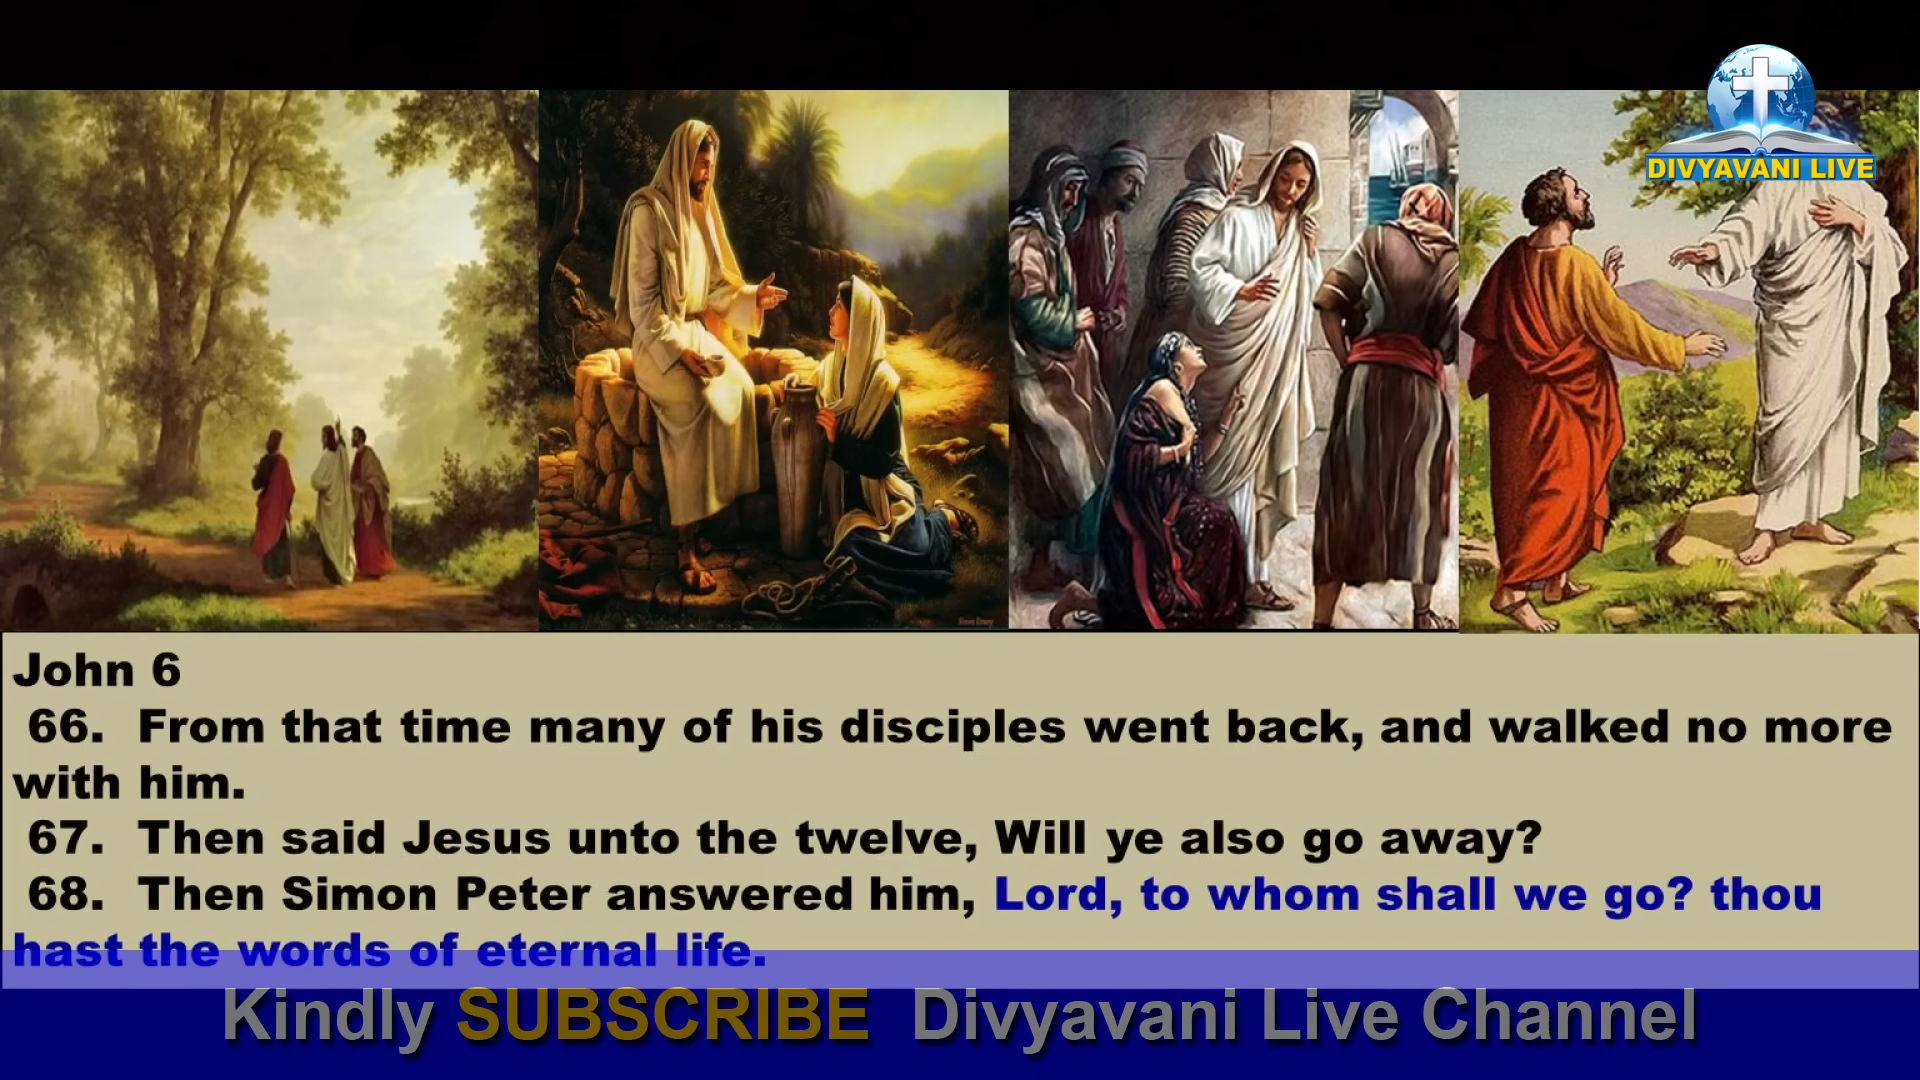 DIVYAVANI LIVE
John 6
66. From that time many of his disciples went back, and walked no more
with him.
67. Then said Jesus unto the twelve, Will ye also go away?
68. Then Simon Peter answered him, Lord, to whom shall we go? thou
hast the words of eternal life.
Kindly SUBSCRIBE Divyavani Live Channel